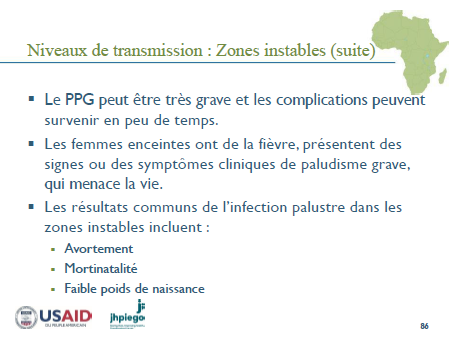 Niveaux de transmission : Zones instables (suite)
▪ Le PPG peut être très grave et les complications peuvent
survenir en peu de temps.
▪ Les femmes enceintes ont de la fièvre, présentent des
signes ou des symptômes cliniques de paludisme grave,
qui menace la vie.
▪ Les résultats communs de l'infection palustre dans les
zones instables incluent :
▪ Avortement
▪ Mortinatalité
▪ Faible poids de naissance
USAID
jhpiego
86